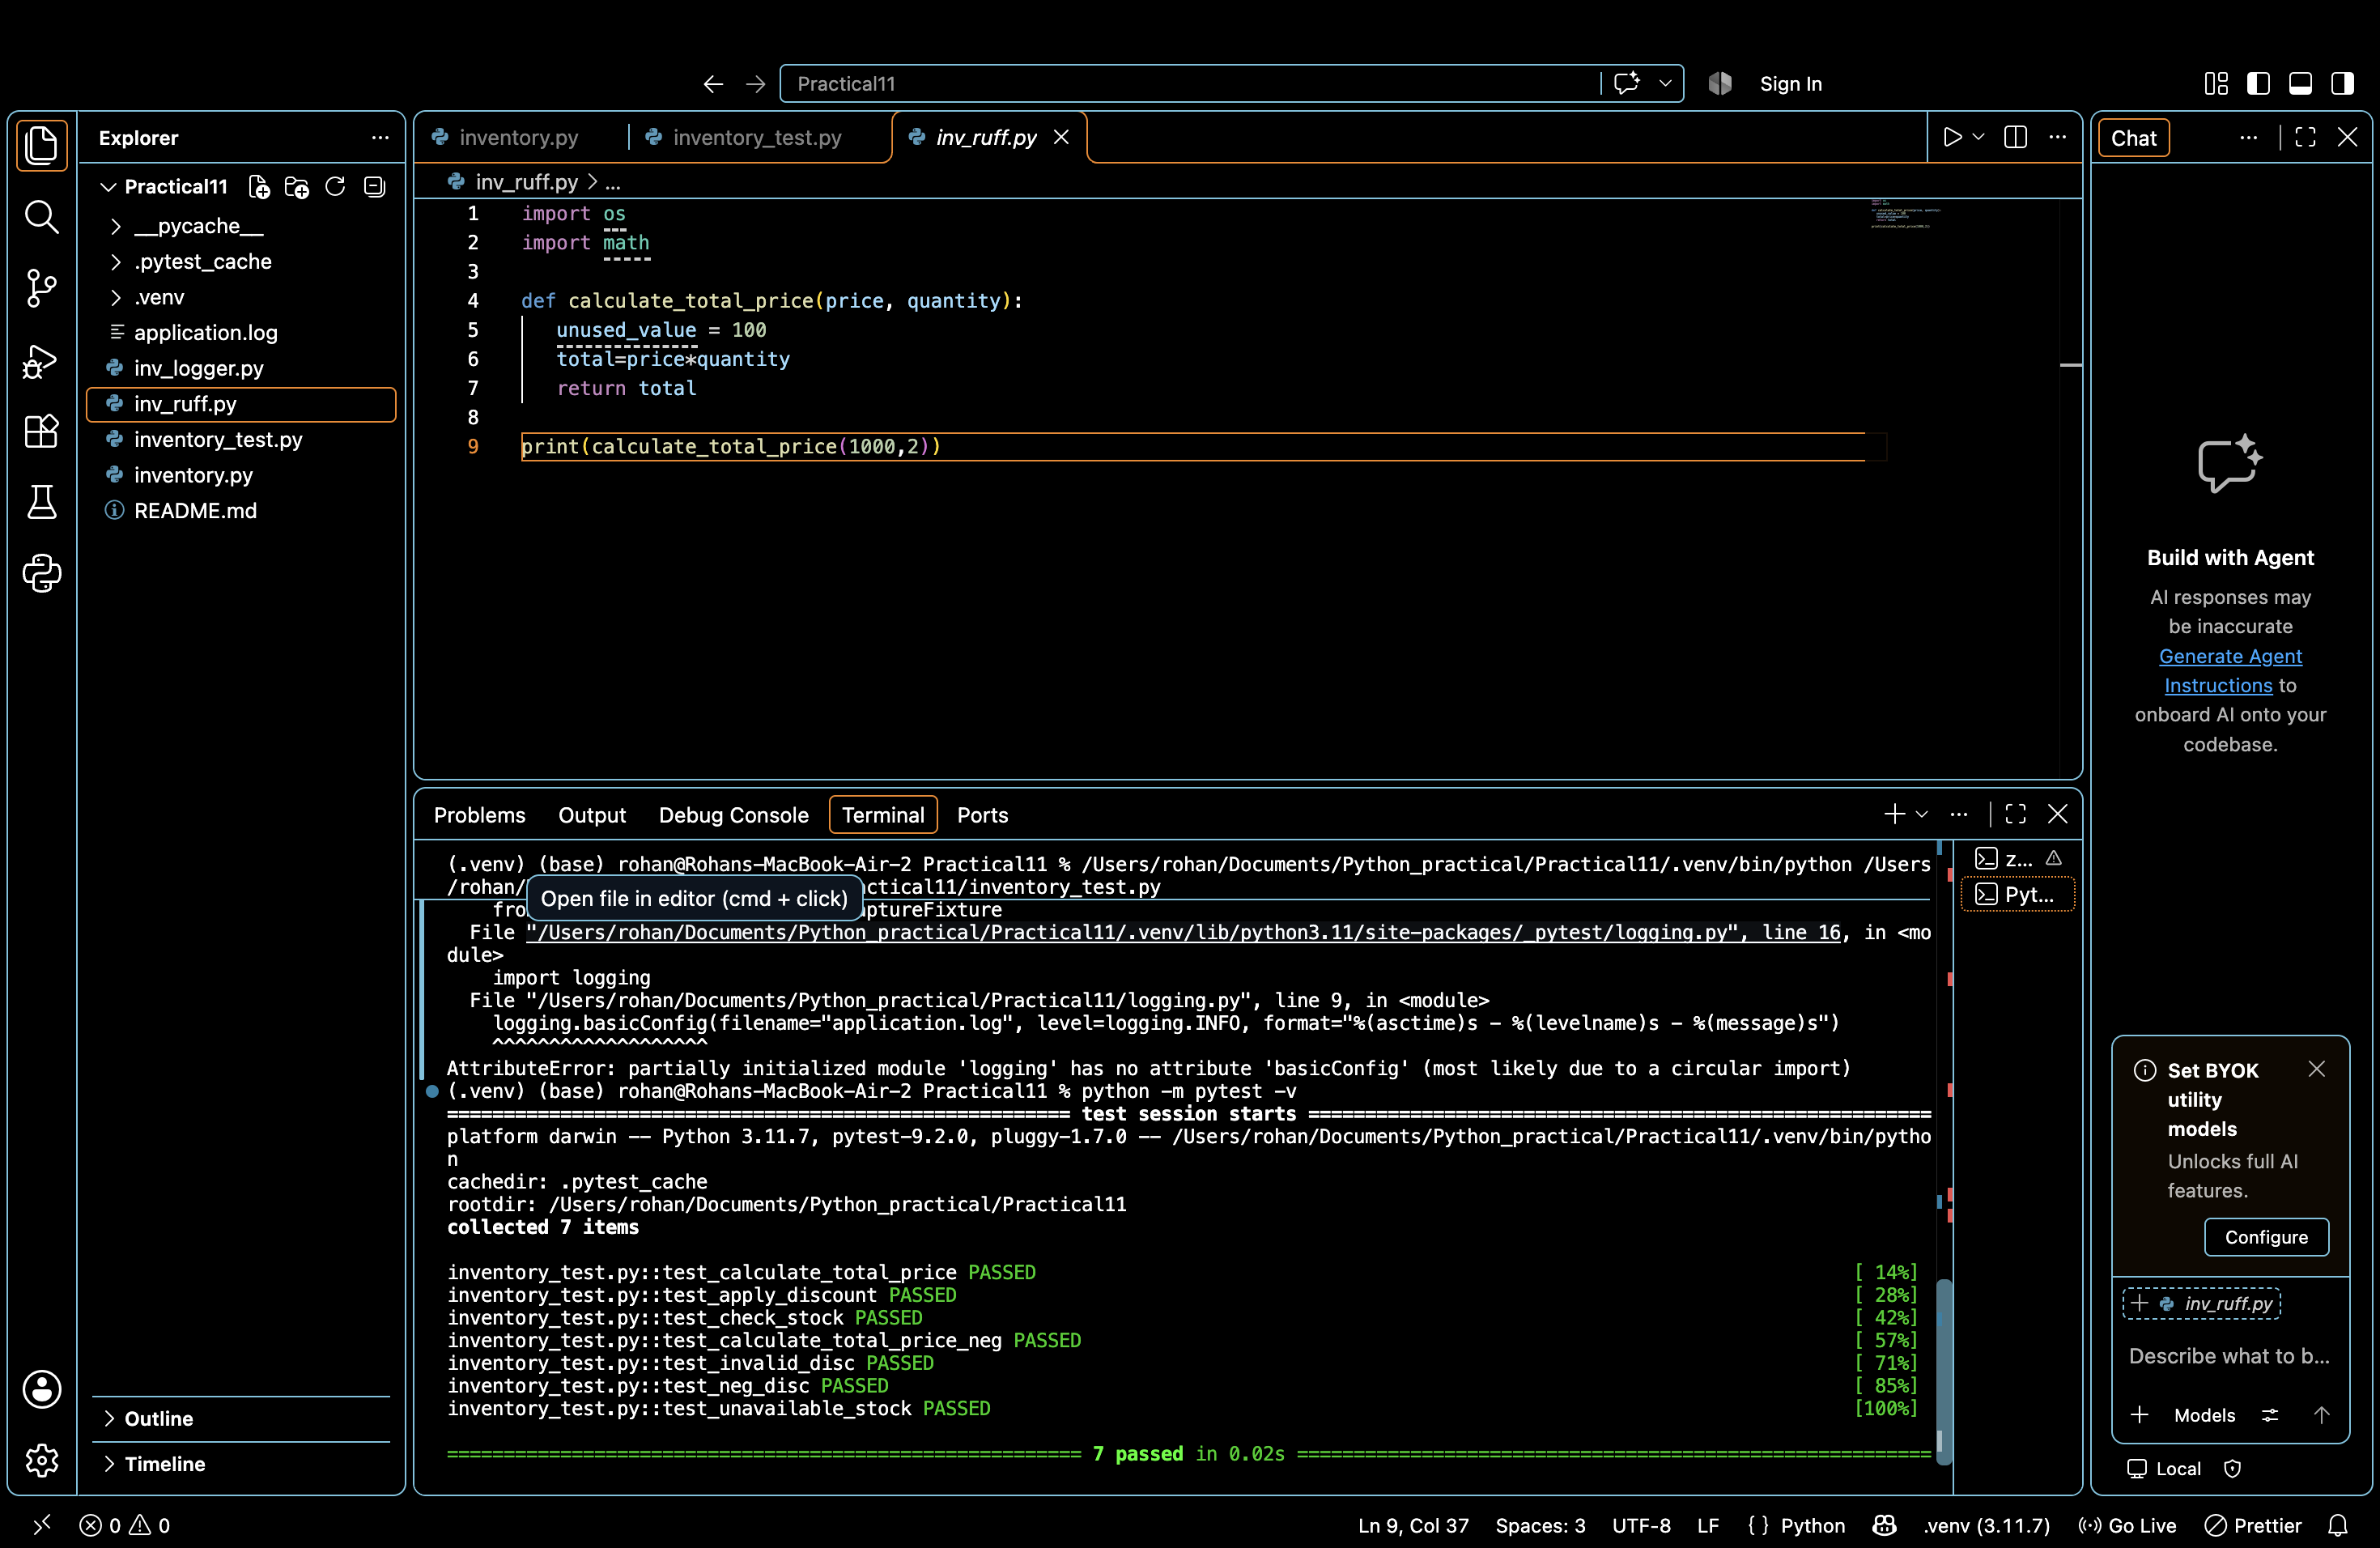 Practical11
Sign In
Explorer
Practical11
__pycache__
.pytest_cache
.venv
application.log
inv_logger.py
inv_ruff.py
inventory_test.py
inventory.py
README.md
Outline
Timeline
inventory.py
inventory_test.py
inv_ruff.py
inv_ruff.py > ...
1 import os
2 import math
3
4 def calculate_total_price(price, quantity):
5 unused_value = 100
6 total=price*quantity
7 return total
8
9 print(calculate_total_price(1000,2))
Problems
Output
Debug Console
Terminal
Ports
(.venv) (base) rohan@Rohans-MacBook-Air-2 Practical11 % /Users/rohan/Documents/Python_practical/Practical11/.venv/bin/python /Users
/rohan/
Open file in editor (cmd + click)
actical11/inventory_test.py
fro
aptureFixture
File "/Users/rohan/Documents/Python_practical/Practical11/.venv/lib/python3.11/site-packages/_pytest/logging.py", line 16, in <mo
dule>
import logging
File "/Users/rohan/Documents/Python_practical/Practical11/logging.py", line 9, in <module>
logging.basicConfig(filename="application.log", level=logging.INFO, format="%(asctime)s - %(levelname)s - %(message)s")
^^^^^^^^^^^^^^^^^^^
AttributeError: partially initialized module 'logging' has no attribute 'basicConfig' (most likely due to a circular import)
(.venv) (base) rohan@Rohans-MacBook-Air-2 Practical11 % python -m pytest -v
test session starts
platform darwin -- Python 3.11.7, pytest-9.2.0, pluggy-1.7.0 -- /Users/rohan/Documents/Python_practical/Practical11/.venv/bin/pytho
n
cachedir: .pytest_cache
rootdir: /Users/rohan/Documents/Python_practical/Practical11
collected 7 items
inventory_test.py::test_calculate_total_price PASSED [ 14%]
inventory_test.py::test_apply_discount PASSED [ 28%]
inventory_test.py::test_check_stock PASSED [ 42%]
inventory_test.py::test_calculate_total_price_neg PASSED [ 57%]
inventory_test.py::test_invalid_disc PASSED [ 71%]
inventory_test.py::test_neg_disc PASSED [ 85%]
inventory_test.py::test_unavailable_stock PASSED [100%]
7 passed in 0.02s
z...
Pyt...
Chat
Build with Agent
AI responses may
be inaccurate
Generate Agent
Instructions to
onboard AI onto your
codebase.
Set BYOK
utility
models
Unlocks full AI
features.
Configure
inv_ruff.py
Describe what to b...
Models
Local
0 0
Ln 9, Col 37
Spaces: 3
UTF-8
LF
{ } Python
.venv (3.11.7)
Go Live
Prettier